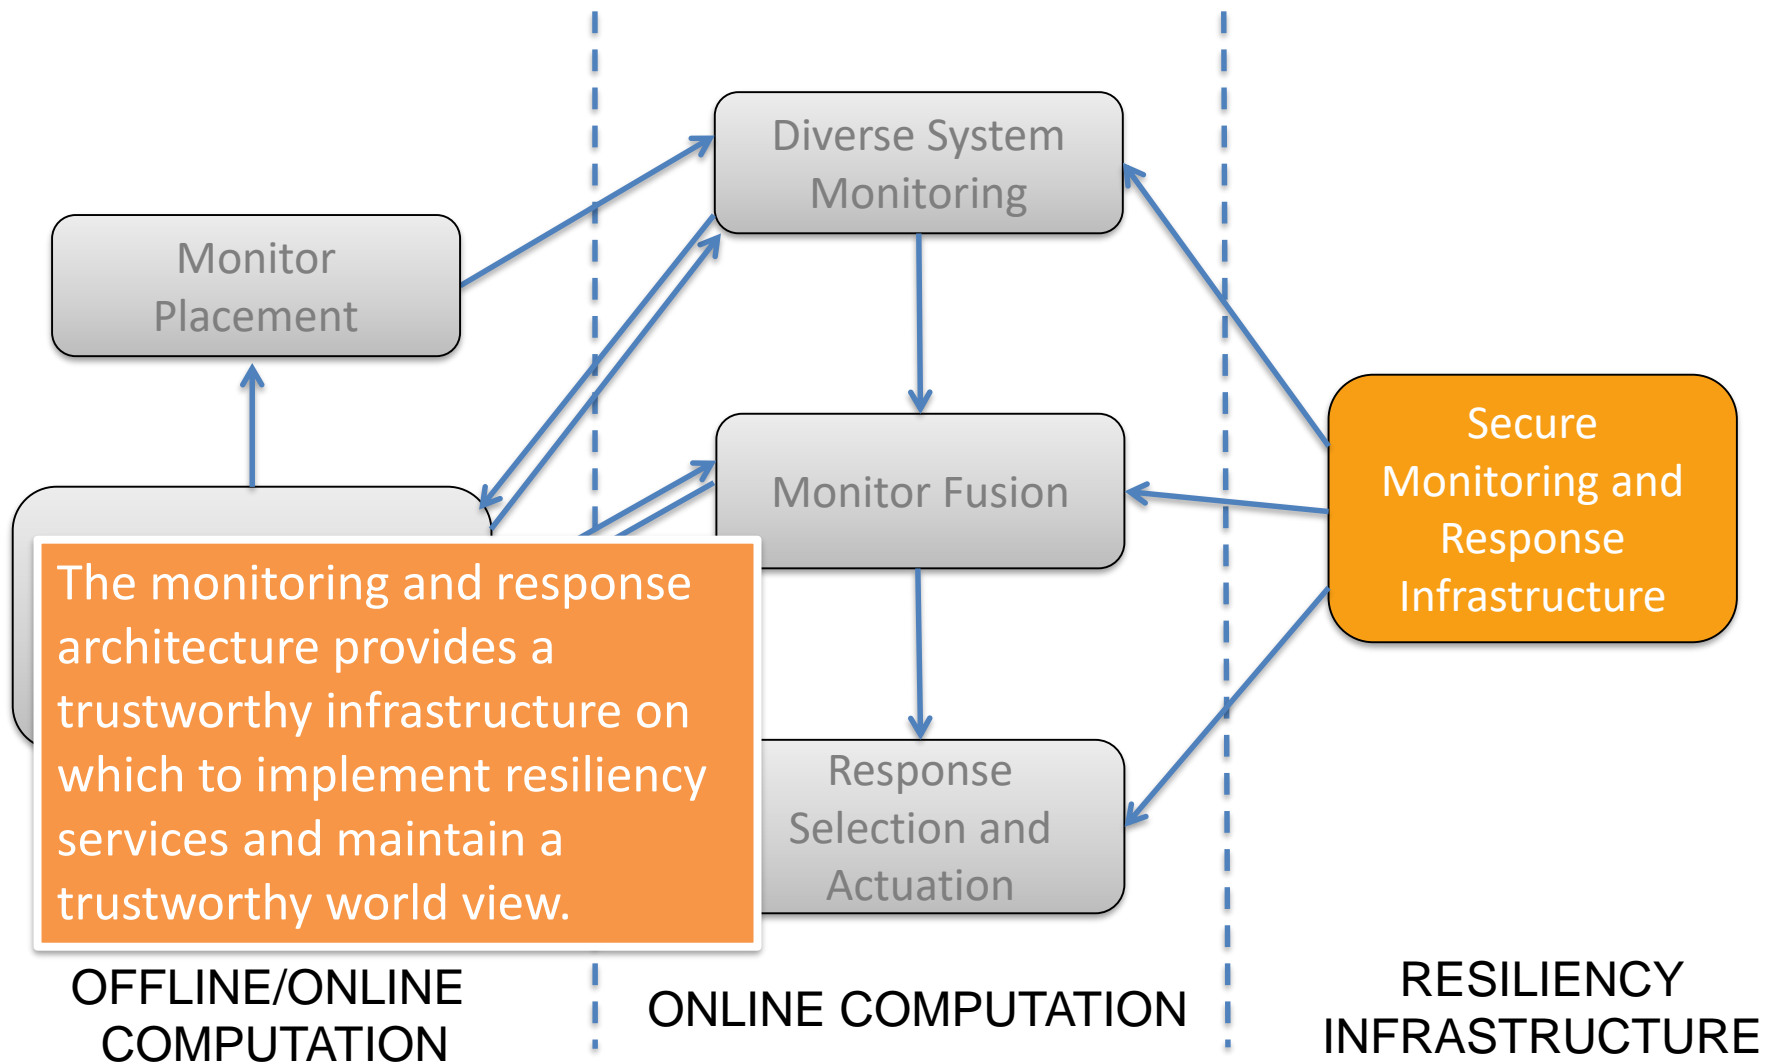 Diverse System
Monitoring
Monitor
Placement
Secure
Monitoring and
Response
Infrastructure
Monitor Fusion
The monitoring and response
architecture provides a
trustworthy infrastructure on
which to implement resiliency
services and maintain a
trustworthy world view.
Response
Selection and
Actuation
OFFLINE/ONLINE
COMPUTATION
ONLINE COMPUTATION
RESILIENCY
INFRASTRUCTURE